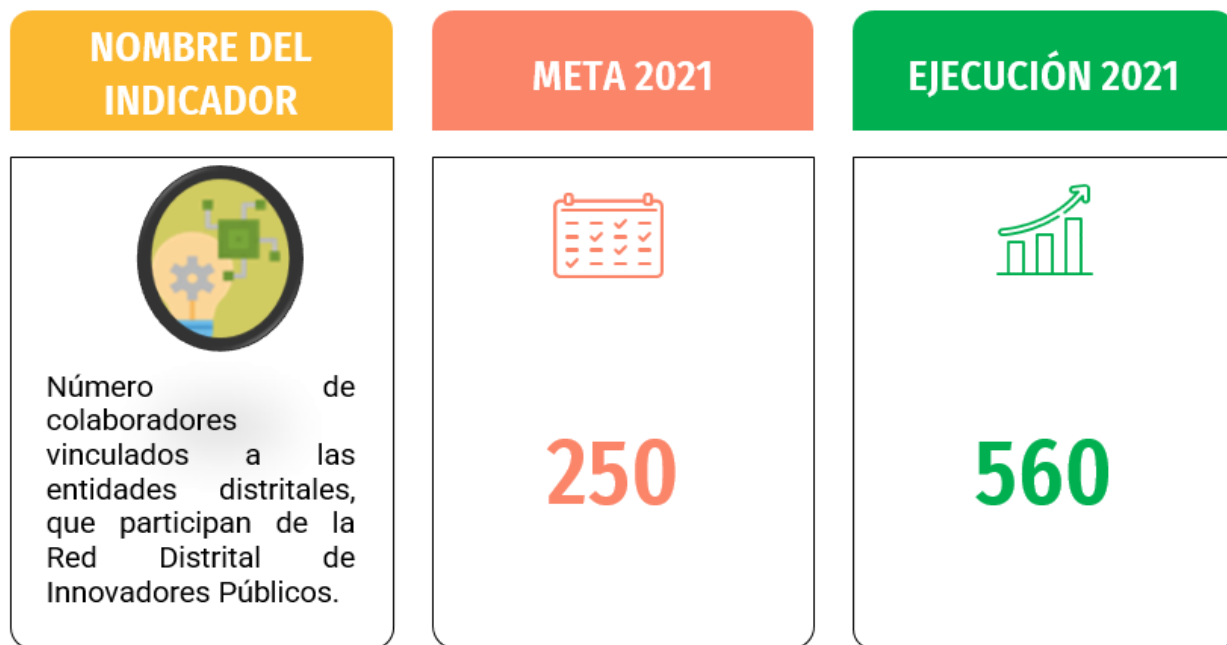 NOMBRE DEL
INDICADOR
META 2021
EJECUCIÓN 2021
Número de
colaboradores
vinculados a las
entidades distritales,
que participan de la
Red Distrital de
Innovadores Públicos.
250
560